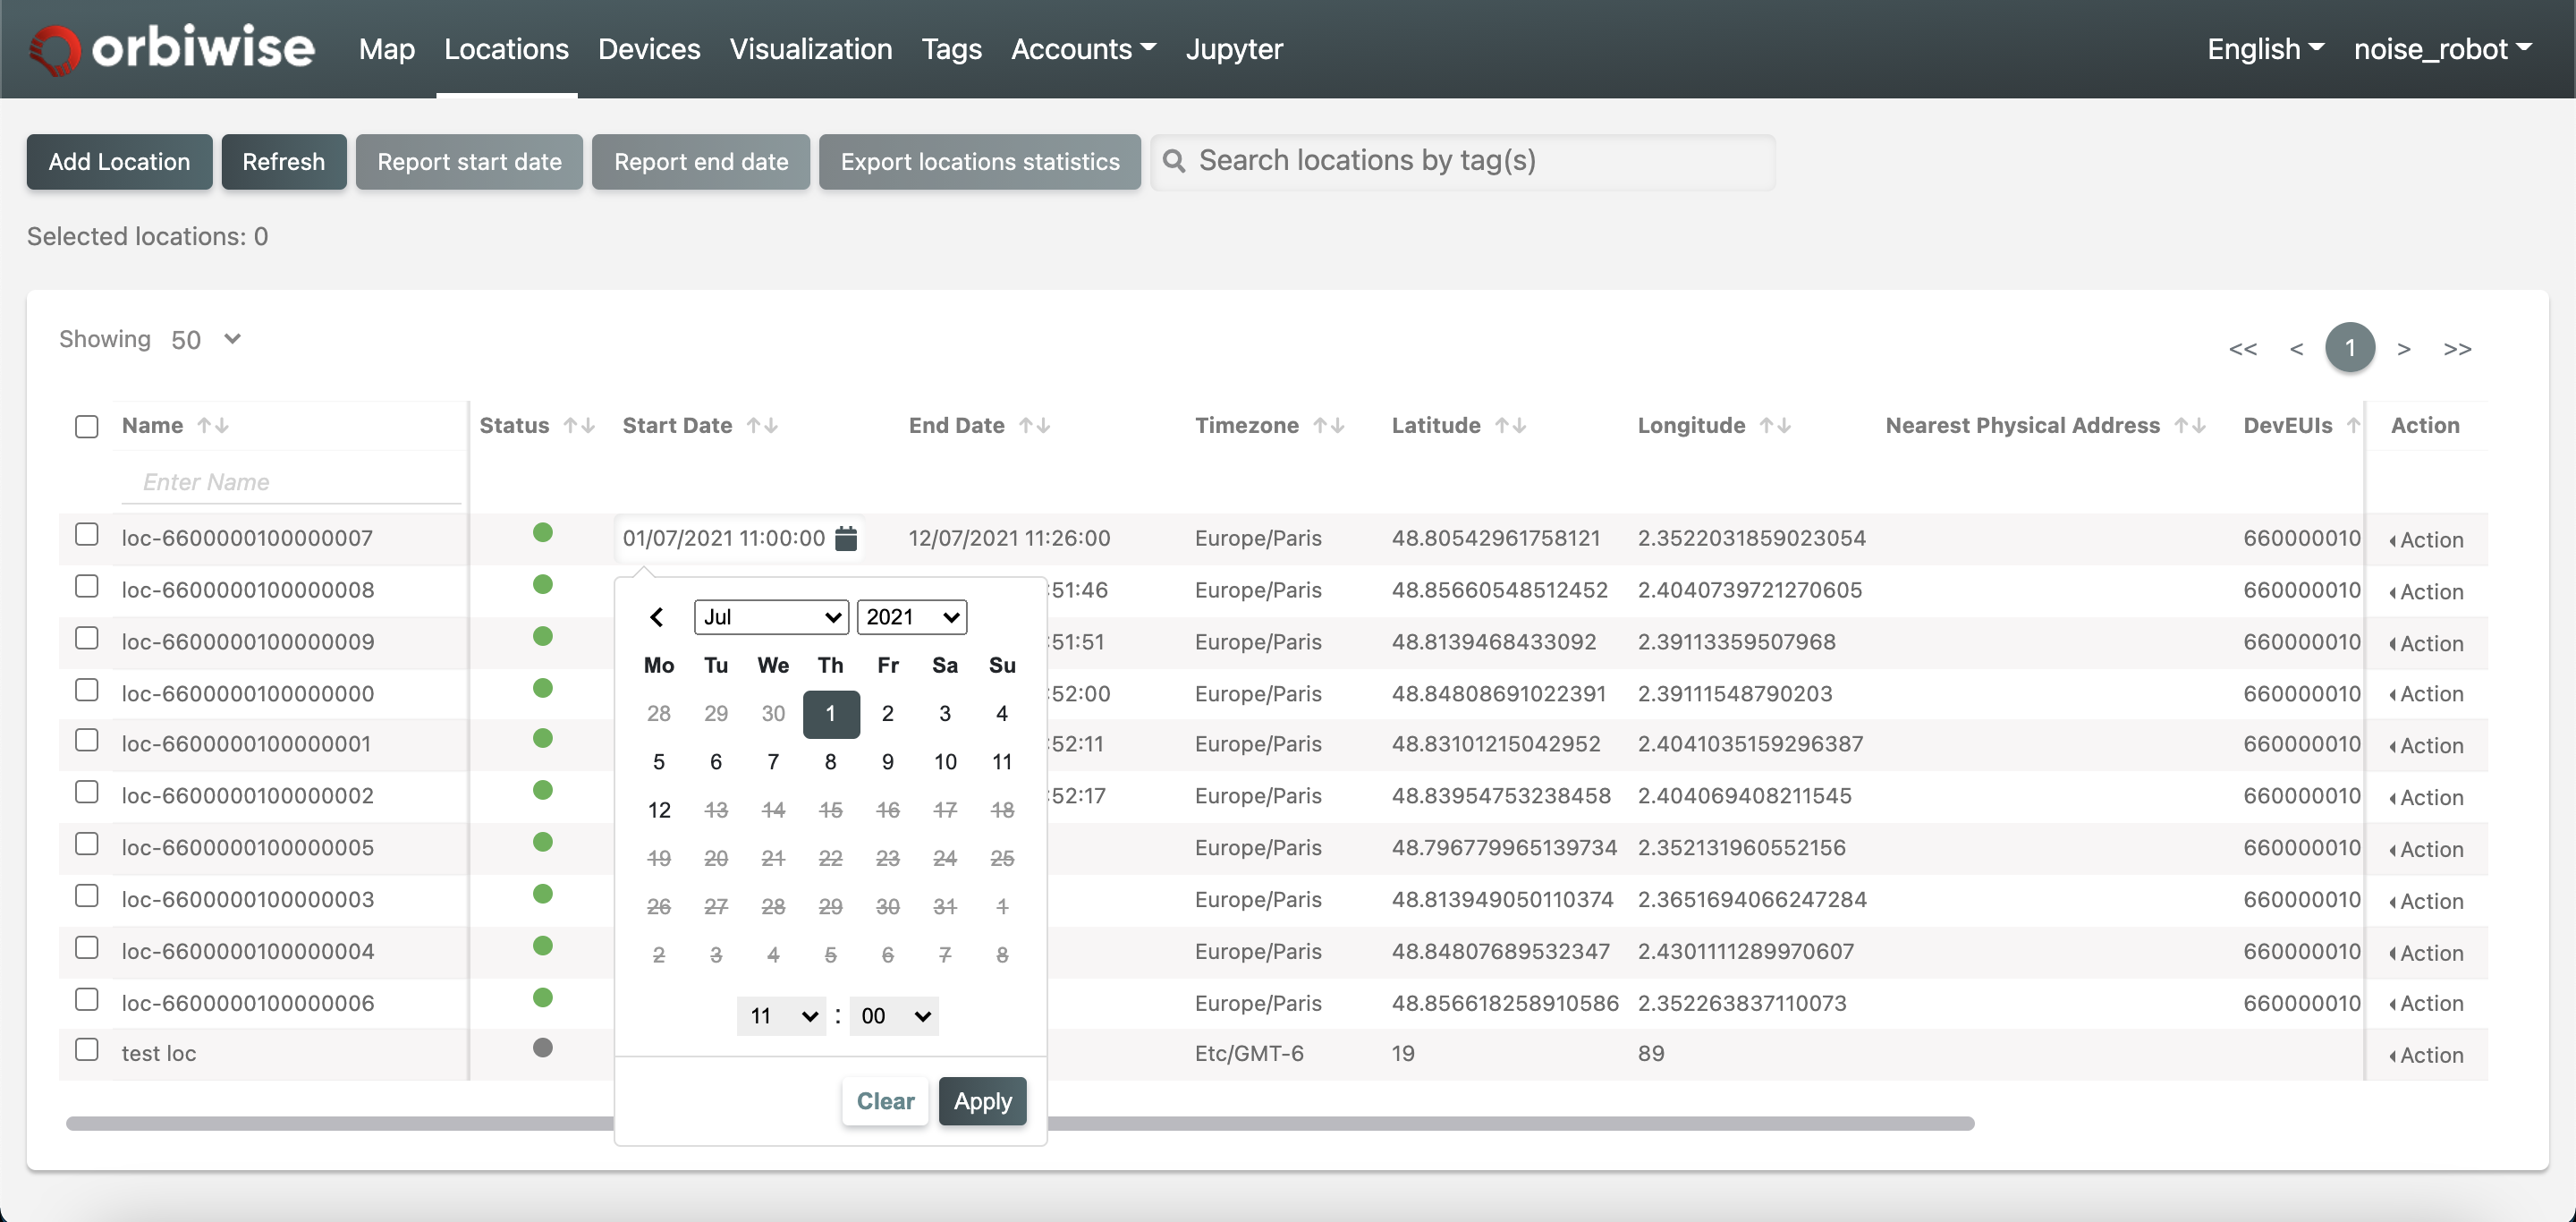 orbiwise Map Locations Devices Visualization Tags Accounts Jupyter English noise_robot
Add Location Refresh Report start date Report end date Export locations statistics Search locations by tag(s)
Selected locations: 0
Showing 50 << < 1 > >>
Name Status Start Date End Date Timezone Latitude Longitude Nearest Physical Address DevEUIs Action
Enter Name
loc-6600000100000007 01/07/2021 11:00:00 12/07/2021 11:26:00 Europe/Paris 48.80542961758121 2.3522031859023054 660000010 Action
loc-6600000100000008 :51:46 Europe/Paris 48.85660548512452 2.4040739721270605 660000010 Action
loc-6600000100000009 :51:51 Europe/Paris 48.8139468433092 2.39113359507968 660000010 Action
loc-6600000100000000 :52:00 Europe/Paris 48.84808691022391 2.39111548790203 660000010 Action
loc-6600000100000001 :52:11 Europe/Paris 48.83101215042952 2.4041035159296387 660000010 Action
loc-6600000100000002 :52:17 Europe/Paris 48.83954753238458 2.404069408211545 660000010 Action
loc-6600000100000005 Europe/Paris 48.796779965139734 2.352131960552156 660000010 Action
loc-6600000100000003 Europe/Paris 48.813949050110374 2.3651694066247284 660000010 Action
loc-6600000100000004 Europe/Paris 48.84807689532347 2.4301111289970607 660000010 Action
loc-6600000100000006 Europe/Paris 48.856618258910586 2.352263837110073 660000010 Action
test loc Etc/GMT-6 19 89 Action
Jul 2021
Mo Tu We Th Fr Sa Su
28 29 30 1 2 3 4
5 6 7 8 9 10 11
12 13 14 15 16 17 18
19 20 21 22 23 24 25
26 27 28 29 30 31 1
2 3 4 5 6 7 8
11 : 00
Clear Apply